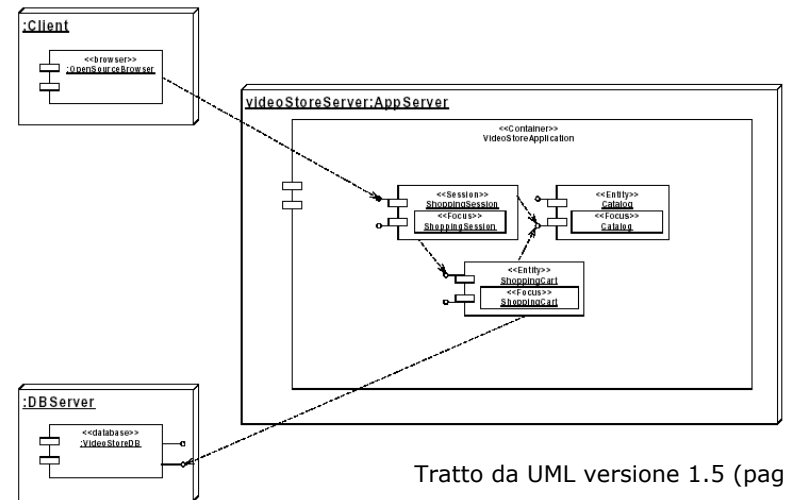 :Client
<<browser>>
:OpenSourceBrowser
videoStoreServer:AppServer
<<Container>>
VideoStoreApplication
<<Session>>
ShoppingSession
<<Focus>>
ShoppingSession
<<Entity>>
Catalog
<<Focus>>
Catalog
<<Entity>>
ShoppingCart
<<Focus>>
ShoppingCart
:DBServer
<<database>>
:VideoStoreDB
Tratto da UML versione 1.5 (pag